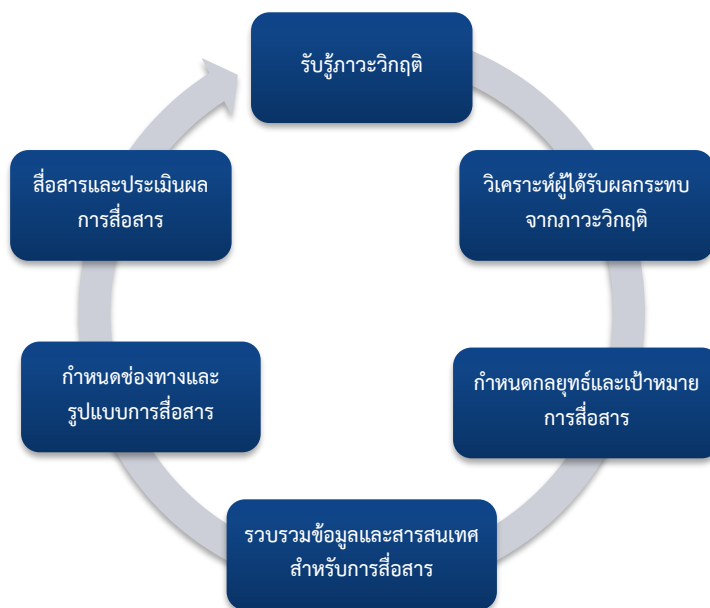 รับรู้ภาวะวิกฤติ
วิเคราะห์ผู้ได้รับผลกระทบ
จากภาวะวิกฤติ
กำหนดกลยุทธ์และเป้าหมาย
การสื่อสาร
รวบรวมข้อมูลและสารสนเทศ
สำหรับการสื่อสาร
กำหนดช่องทางและ
รูปแบบการสื่อสาร
สื่อสารและประเมินผล
การสื่อสาร